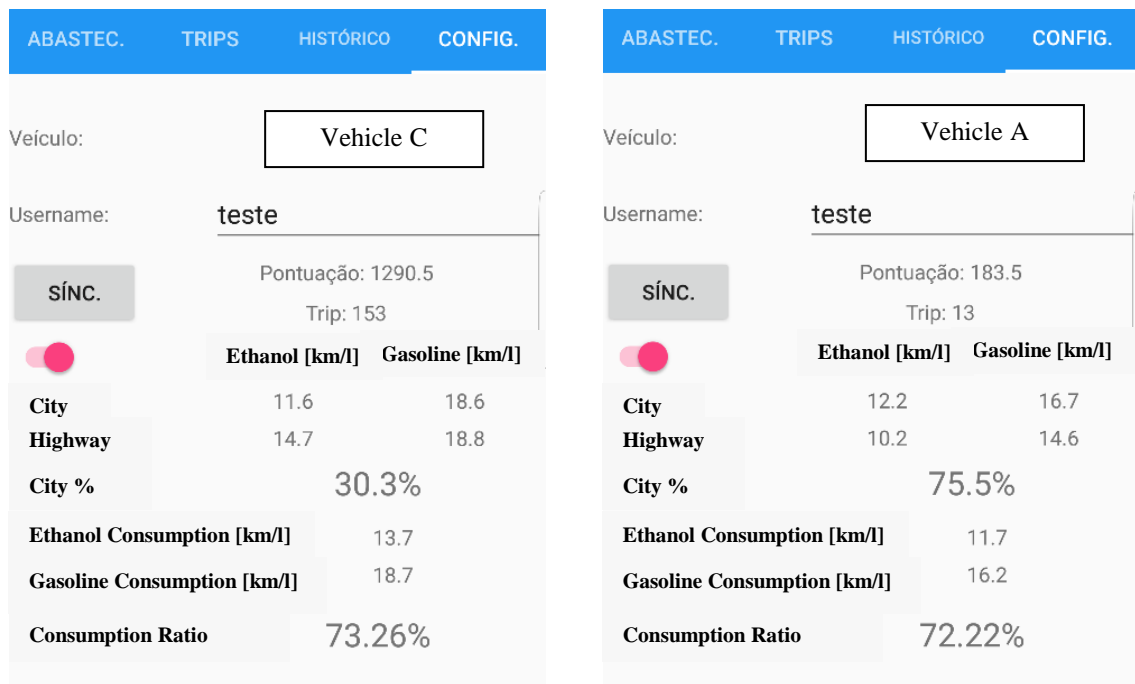 ABASTEC. TRIPS HISTÓRICO CONFIG.
Veículo: Vehicle C
Username: teste
SÍNC. Pontuação: 1290.5
Trip: 153
Ethanol [km/l] Gasoline [km/l]
City 11.6 18.6
Highway 14.7 18.8
City % 30.3%
Ethanol Consumption [km/l] 13.7
Gasoline Consumption [km/l] 18.7
Consumption Ratio 73.26%
ABASTEC. TRIPS HISTÓRICO CONFIG.
Veículo: Vehicle A
Username: teste
SÍNC. Pontuação: 183.5
Trip: 13
Ethanol [km/l] Gasoline [km/l]
City 12.2 16.7
Highway 10.2 14.6
City % 75.5%
Ethanol Consumption [km/l] 11.7
Gasoline Consumption [km/l] 16.2
Consumption Ratio 72.22%